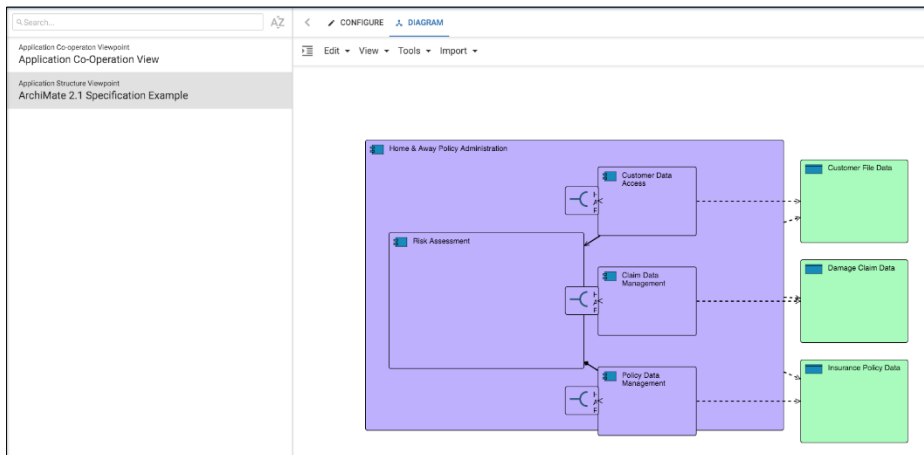 Search...
AZ
CONFIGURE
DIAGRAM
Application Co-operaton Viewpoint
Application Co-Operation View
Edit
View
Tools
Import
Application Structure Viewpoint
ArchiMate 2.1 Specification Example
Home & Away Policy Administration
Customer Data
Access
Customer File Data
H
A
F
Risk Assessment
Claim Data
Management
Damage Claim Data
H
A
F
Policy Data
Management
Insurance Policy Data
H
A
F